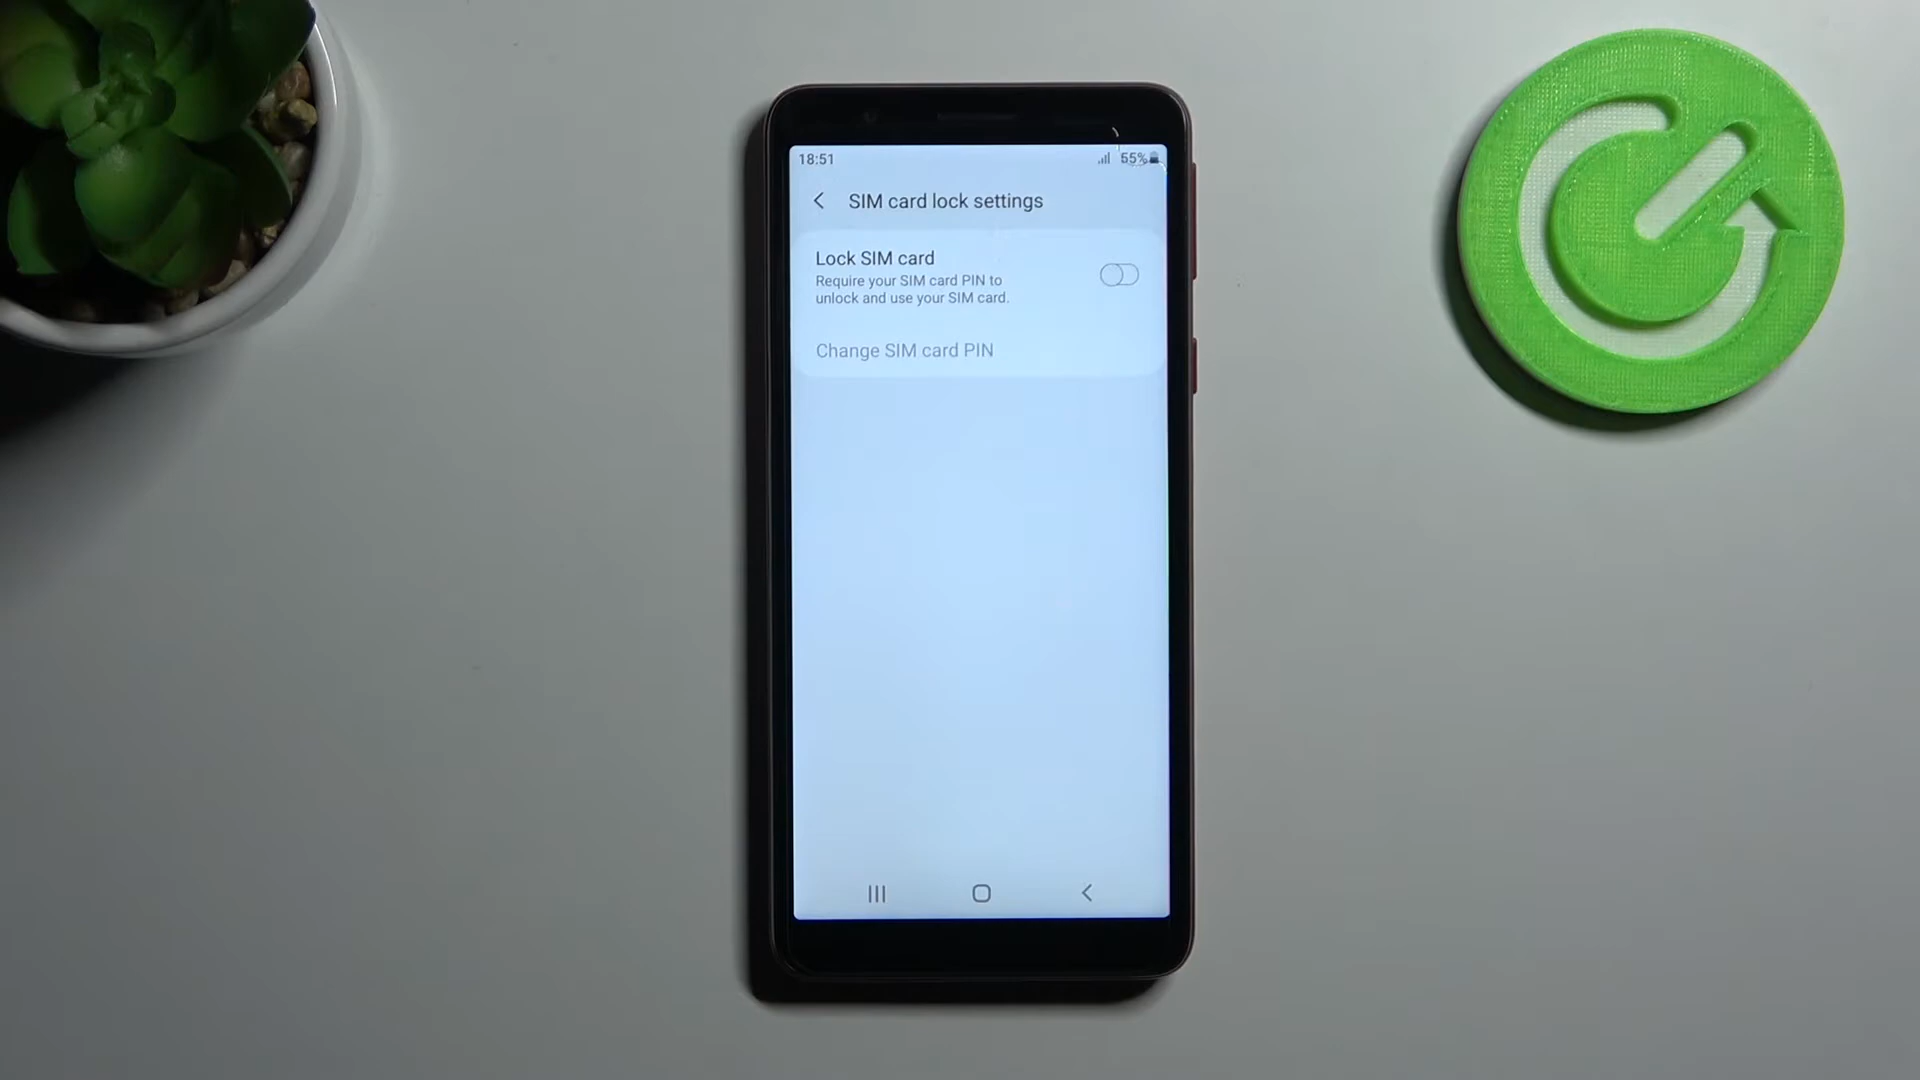 18:51 55%
SIM card lock settings
Lock SIM card
Require your SIM card PIN to
unlock and use your SIM card.
Change SIM card PIN